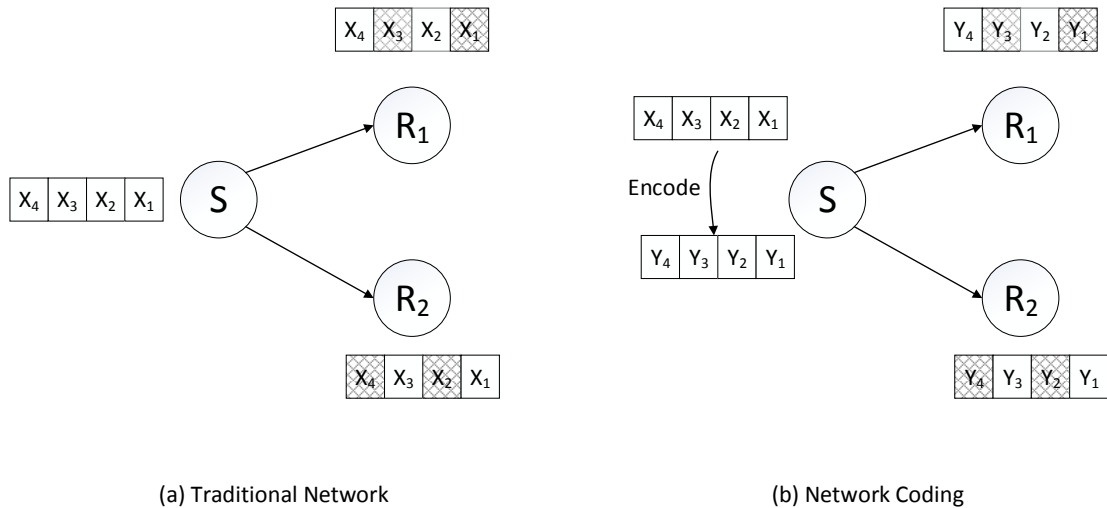 X₄ X₃ X₂ X₁
R₁
X₄ X₃ X₂ X₁
S
R₂
X₄ X₃ X₂ X₁
(a) Traditional Network
Y₄ Y₃ Y₂ Y₁
X₄ X₃ X₂ X₁
R₁
Encode
S
Y₄ Y₃ Y₂ Y₁
R₂
Y₄ Y₃ Y₂ Y₁
(b) Network Coding